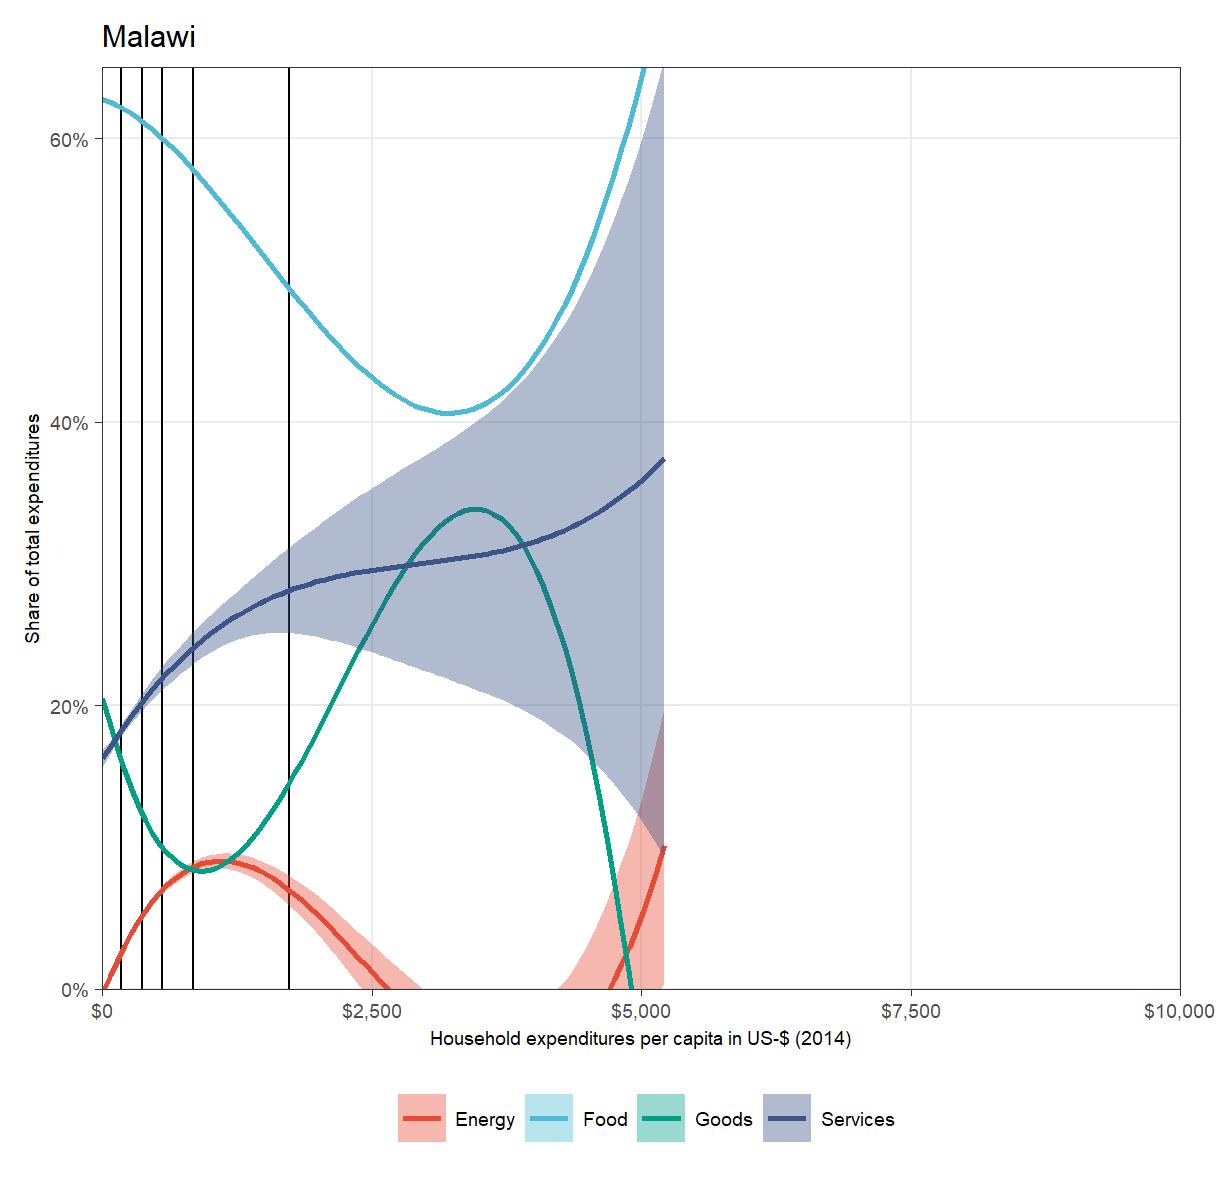 Malawi
60%
40%
20%
0%
Share of total expenditures
$0 $2,500 $5,000 $7,500 $10,000
Household expenditures per capita in US-$ (2014)
Energy Food Goods Services